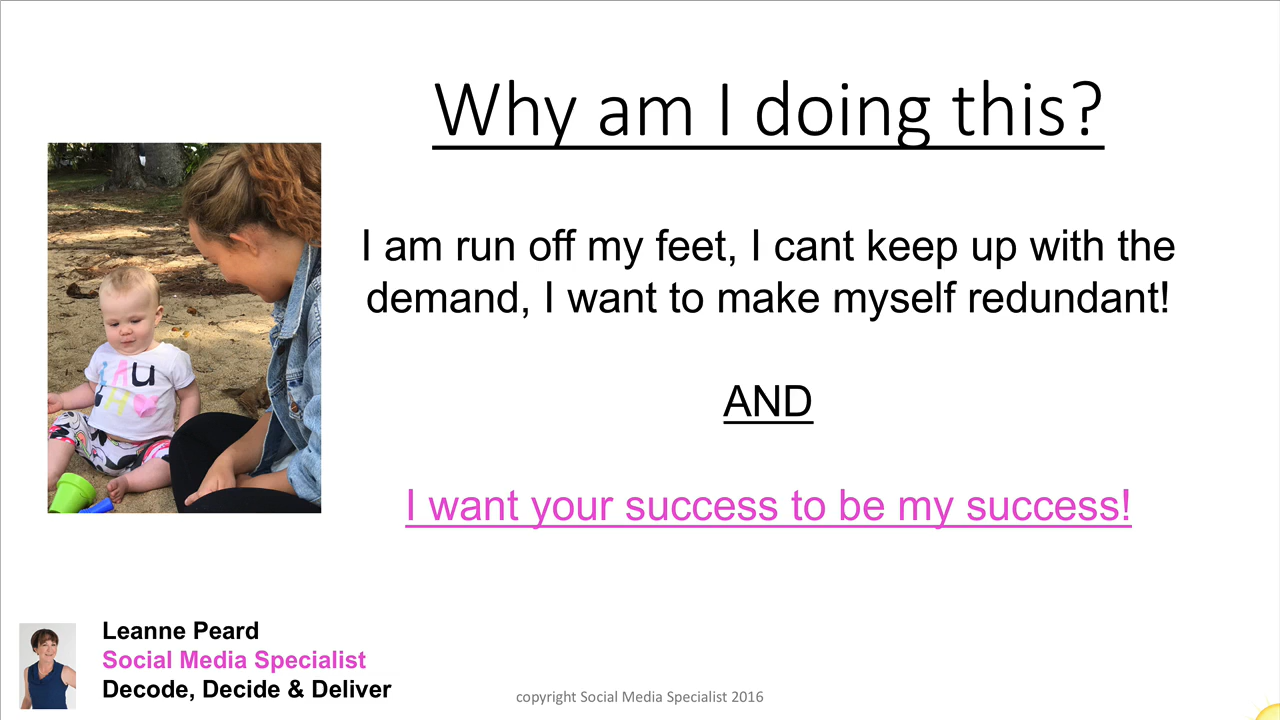 Why am I doing this?
I am run off my feet, I cant keep up with the
demand, I want to make myself redundant!
AND
I want your success to be my success!
Leanne Peard
Social Media Specialist
Decode, Decide & Deliver
copyright Social Media Specialist 2016